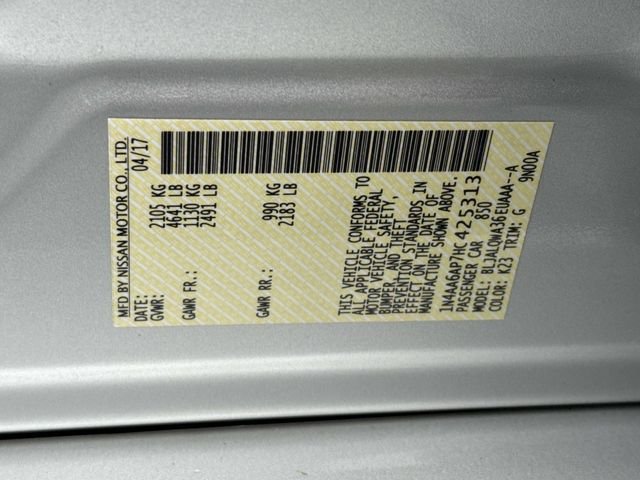 MFD BY NISSAN MOTOR CO., LTD.
DATE: 04/17
GVWR: 2105 KG
4641 LB
GAWR FR.: 1130 KG
2491 LB
GAWR RR.: 990 KG
2183 LB
THIS VEHICLE CONFORMS TO
ALL APPLICABLE FEDERAL
MOTOR VEHICLE SAFETY,
BUMPER, AND THEFT
PREVENTION STANDARDS IN
EFFECT ON THE DATE OF
MANUFACTURE SHOWN ABOVE.
1N4AA6AP7HC425313
PASSENGER CAR 850
MODEL: BLJALQWA36EUAAA--A
COLOR: K23 TRIM: G 9N00A